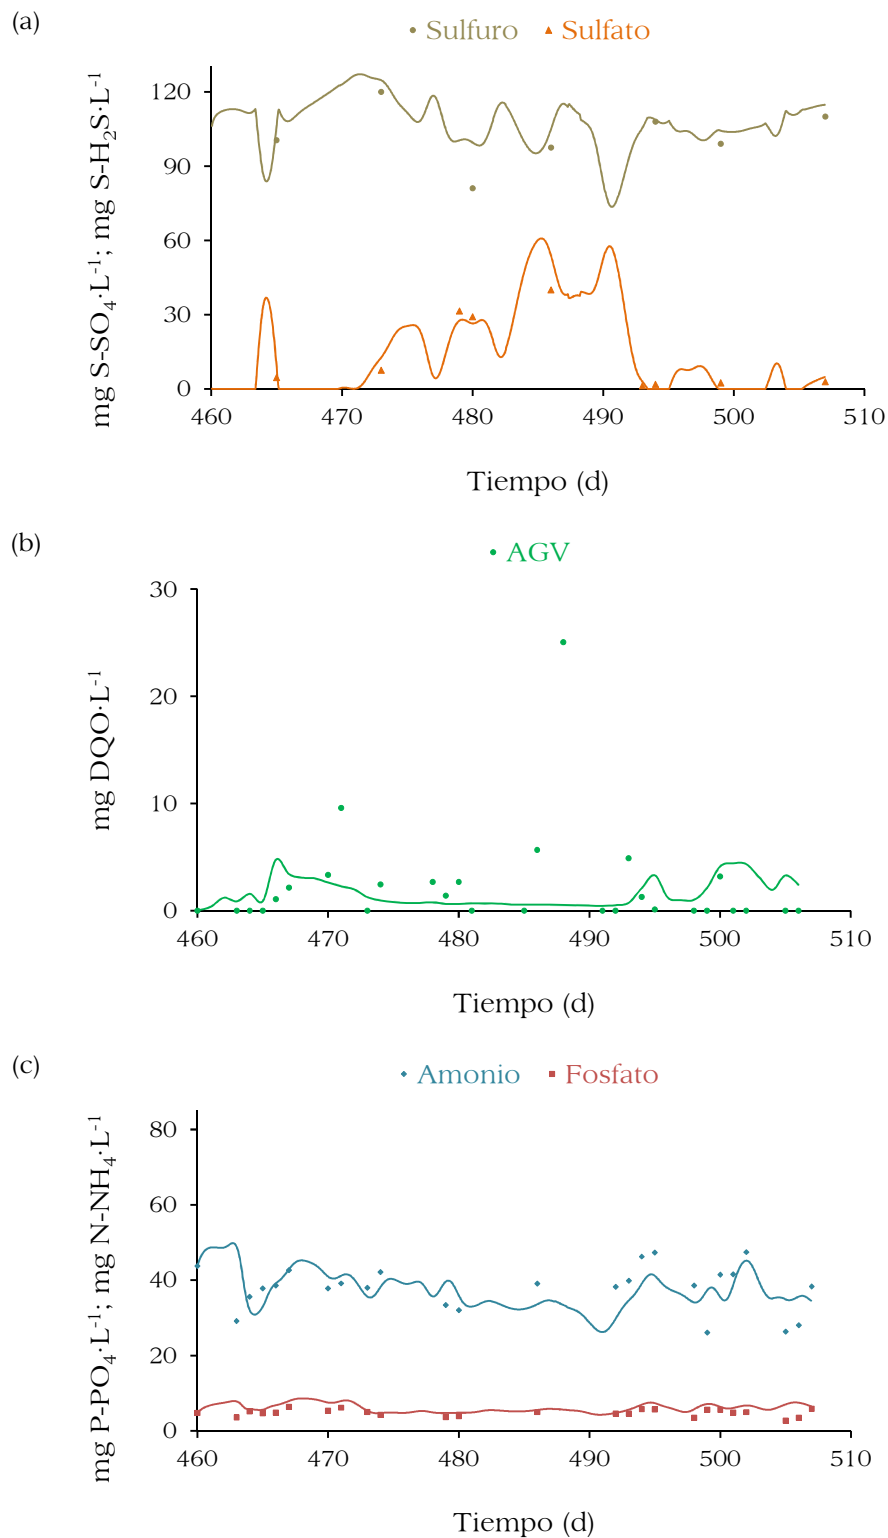 (a)
Sulfuro Sulfato
mg S-SO₄·L⁻¹; mg S-H₂S·L⁻¹
120
90
60
30
0
460 470 480 490 500 510
Tiempo (d)
(b)
AGV
mg DQO·L⁻¹
30
20
10
0
460 470 480 490 500 510
Tiempo (d)
(c)
Amonio Fosfato
mg P-PO₄·L⁻¹; mg N-NH₄·L⁻¹
80
60
40
20
0
460 470 480 490 500 510
Tiempo (d)